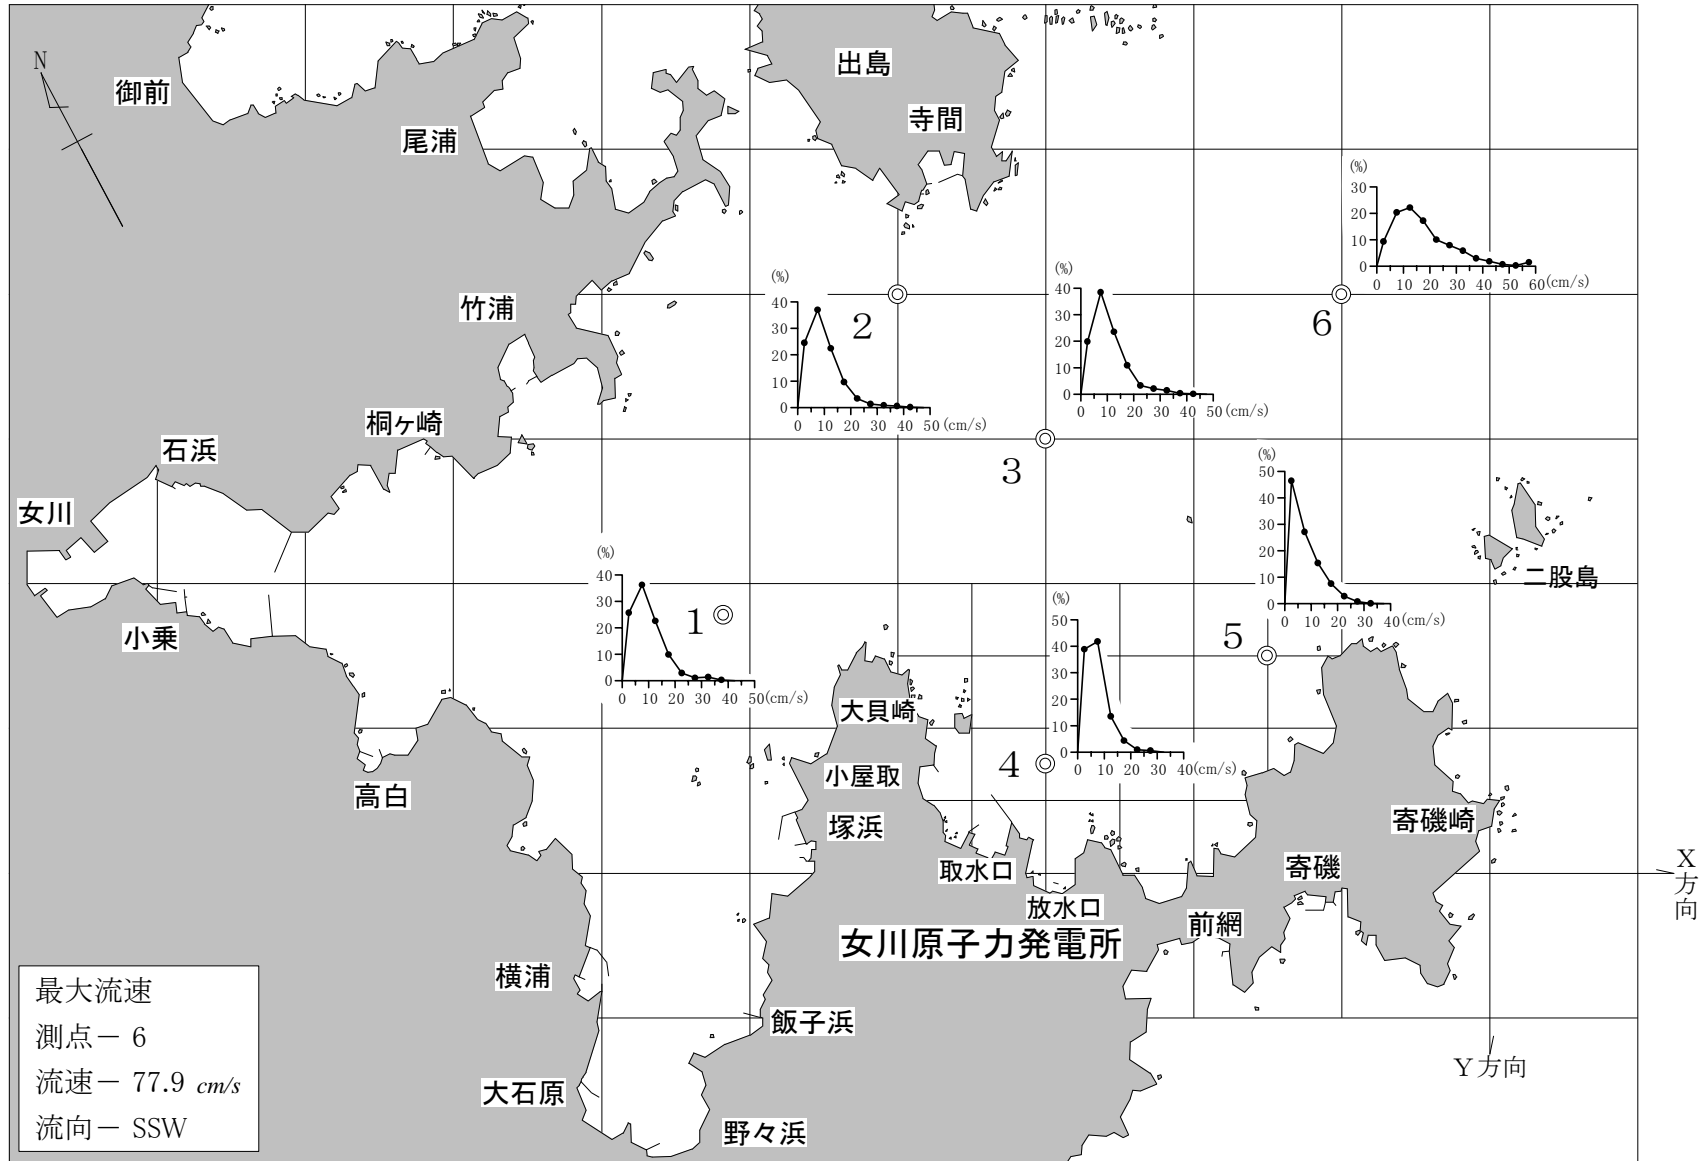 N
御前
出島
寺間
尾浦
(%)
30
20
10
0
0 10 20 30 40 50 60(cm/s)
6
竹浦
(%)
40
30
20
10
0
0 10 20 30 40 50 (cm/s)
2
(%)
40
30
20
10
0
0 10 20 30 40 50 (cm/s)
3
桐ヶ崎
石浜
女川
小乗
(%)
50
40
30
20
10
0
0 10 20 30 40(cm/s)
5
二股島
(%)
40
30
20
10
0
0 10 20 30 40 50(cm/s)
1
(%)
50
40
30
20
10
0
0 10 20 30 40(cm/s)
4
大貝崎
小屋取
高白
塚浜
寄磯崎
取水口
寄磯
X方向
放水口
前網
女川原子力発電所
横浦
飯子浜
Y方向
大石原
野々浜
最大流速
測点－ 6
流速－ 77.9 cm/s
流向－ SSW